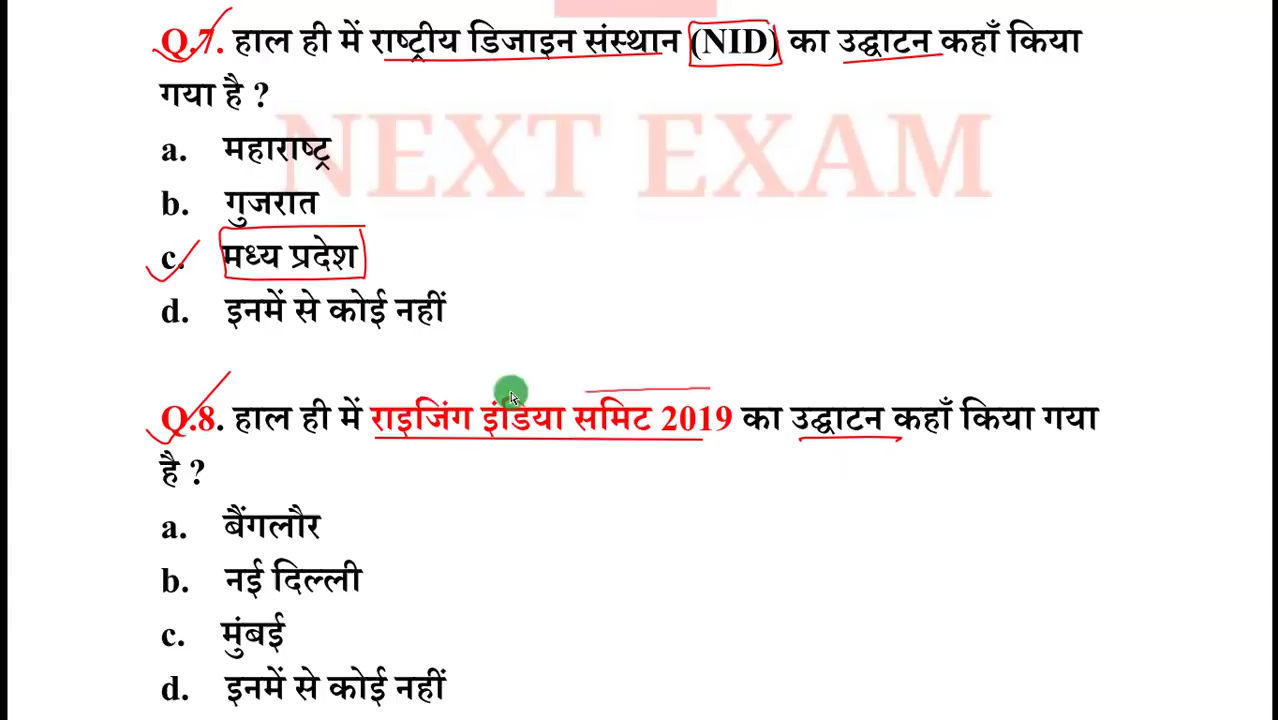 Q.7. हाल ही में राष्ट्रीय डिजाइन संस्थान (NID) का उद्घाटन कहाँ किया
गया है ?
NEXT EXAM
a. महाराष्ट्र
b. गुजरात
c. मध्य प्रदेश
d. इनमें से कोई नहीं
Q.8. हाल ही में राइजिंग इंडिया समिट 2019 का उद्घाटन कहाँ किया गया
है ?
a. बैंगलौर
b. नई दिल्ली
c. मुंबई
d. इनमें से कोई नहीं